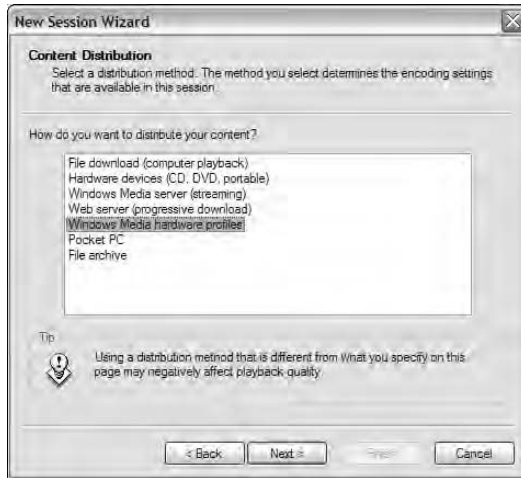 New Session Wizard
Content Distribution
Select a distribution method. The method you select determines the encoding settings
that are available in this session.
How do you want to distribute your content?
File download (computer playback)
Hardware devices (CD, DVD, portable)
Windows Media server (streaming)
Web server (progressive download)
Windows Media hardware profiles
Pocket PC
File archive
Tip
Using a distribution method that is different from what you specify on this
page may negatively affect playback quality.
< Back
Next >
Finish
Cancel